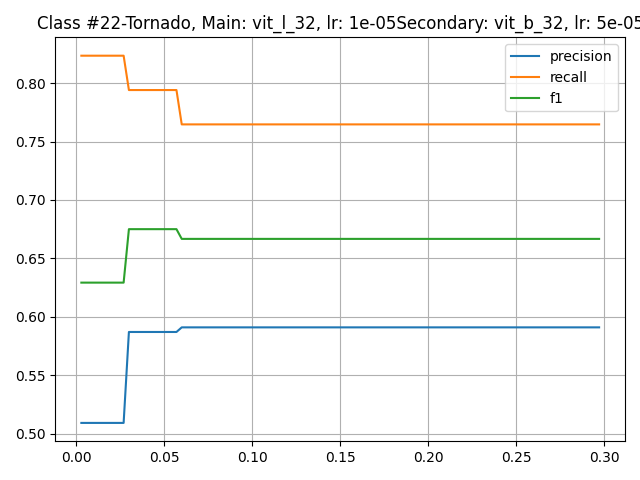 Class #22-Tornado, Main: vit_l_32, lr: 1e-05Secondary: vit_b_32, lr: 5e-05
precision
recall
f1
0.80
0.75
0.70
0.65
0.60
0.55
0.50
0.00 0.05 0.10 0.15 0.20 0.25 0.30